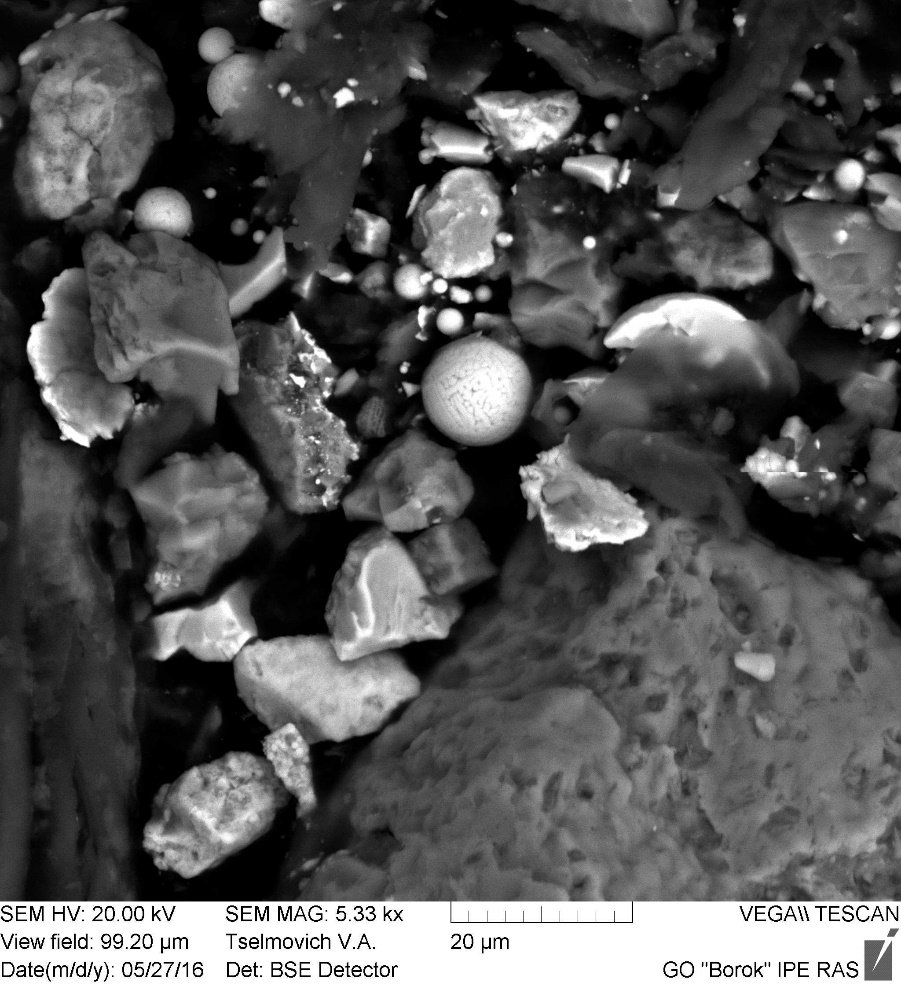 SEM HV: 20.00 kV SEM MAG: 5.33 kx VEGA\\ TESCAN
View field: 99.20 µm Tselmovich V.A. 20 µm
Date(m/d/y): 05/27/16 Det: BSE Detector GO "Borok" IPE RAS